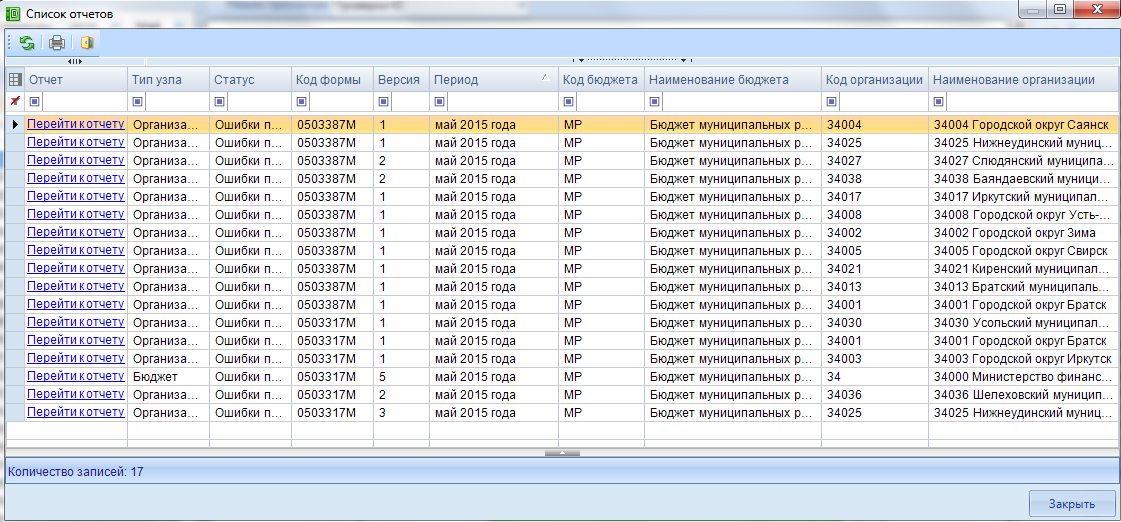 Список отчетов
Отчет Тип узла Статус Код формы Версия Период Код бюджета Наименование бюджета Код организации Наименование организации
Перейти к отчету Организа... Ошибки п... 0503387М 1 май 2015 года МР Бюджет муниципальных р... 34004 34004 Городской округ Саянск
Перейти к отчету Организа... Ошибки п... 0503387М 1 май 2015 года МР Бюджет муниципальных р... 34025 34025 Нижнеудинский муниц...
Перейти к отчету Организа... Ошибки п... 0503387М 2 май 2015 года МР Бюджет муниципальных р... 34027 34027 Слюдянский муниципа...
Перейти к отчету Организа... Ошибки п... 0503387М 2 май 2015 года МР Бюджет муниципальных р... 34038 34038 Баяндаевский муници...
Перейти к отчету Организа... Ошибки п... 0503387М 1 май 2015 года МР Бюджет муниципальных р... 34017 34017 Иркутский муниципал...
Перейти к отчету Организа... Ошибки п... 0503387М 1 май 2015 года МР Бюджет муниципальных р... 34008 34008 Городской округ Усть-...
Перейти к отчету Организа... Ошибки п... 0503387М 1 май 2015 года МР Бюджет муниципальных р... 34002 34002 Городской округ Зима
Перейти к отчету Организа... Ошибки п... 0503387М 1 май 2015 года МР Бюджет муниципальных р... 34005 34005 Городской округ Свирск
Перейти к отчету Организа... Ошибки п... 0503387М 1 май 2015 года МР Бюджет муниципальных р... 34021 34021 Киренский муниципал...
Перейти к отчету Организа... Ошибки п... 0503387М 1 май 2015 года МР Бюджет муниципальных р... 34013 34013 Братский муниципаль...
Перейти к отчету Организа... Ошибки п... 0503387М 1 май 2015 года МР Бюджет муниципальных р... 34001 34001 Городской округ Братск
Перейти к отчету Организа... Ошибки п... 0503317М 1 май 2015 года МР Бюджет муниципальных р... 34030 34030 Усольский муниципал...
Перейти к отчету Организа... Ошибки п... 0503317М 1 май 2015 года МР Бюджет муниципальных р... 34001 34001 Городской округ Братск
Перейти к отчету Организа... Ошибки п... 0503317М 1 май 2015 года МР Бюджет муниципальных р... 34003 34003 Городской округ Иркутск
Перейти к отчету Бюджет Ошибки п... 0503317М 5 май 2015 года МР Бюджет муниципальных р... 34 34000 Министерство финанс...
Перейти к отчету Организа... Ошибки п... 0503317М 2 май 2015 года МР Бюджет муниципальных р... 34036 34036 Шелеховский муницип...
Перейти к отчету Организа... Ошибки п... 0503317М 3 май 2015 года МР Бюджет муниципальных р... 34025 34025 Нижнеудинский муниц...
Количество записей: 17
Закрыть